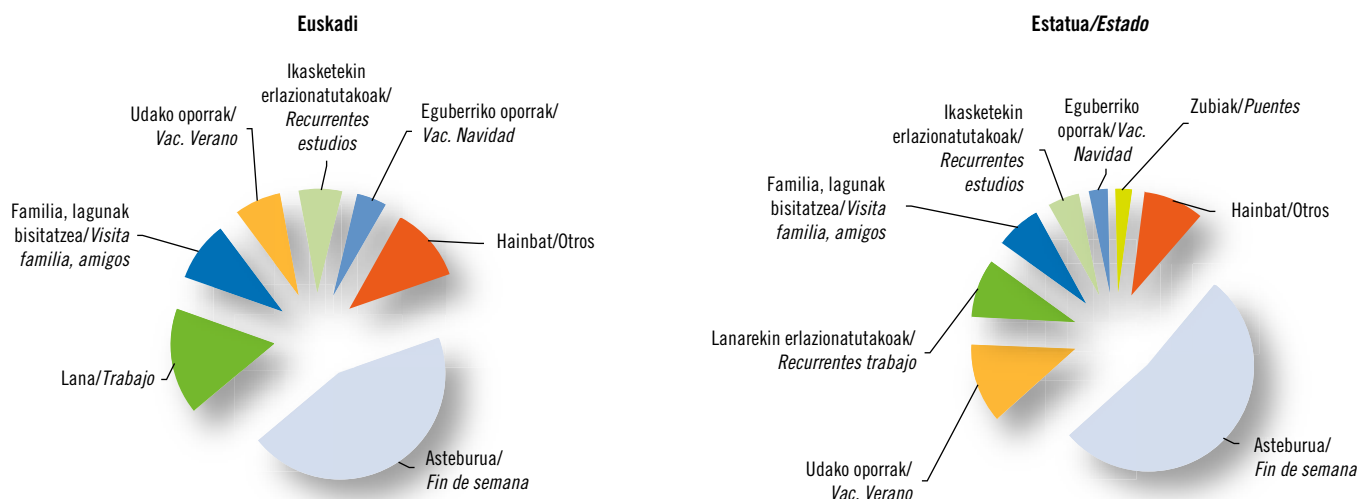 Euskadi
Ikasketekin
erlazionatutakoak/
Recurrentes
estudios
Udako oporrak/
Vac. Verano
Eguberriko oporrak/
Vac. Navidad
Familia, lagunak
bisitatzea/Visita
familia, amigos
Hainbat/Otros
Lana/Trabajo
Asteburua/
Fin de semana
Estatua/Estado
Ikasketekin
erlazionatutakoak/
Recurrentes
estudios
Eguberriko
oporrak/Vac.
Navidad
Zubiak/Puentes
Familia, lagunak
bisitatzea/Visita
familia, amigos
Hainbat/Otros
Lanarekin erlazionatutakoak/
Recurrentes trabajo
Udako oporrak/
Vac. Verano
Asteburua/
Fin de semana